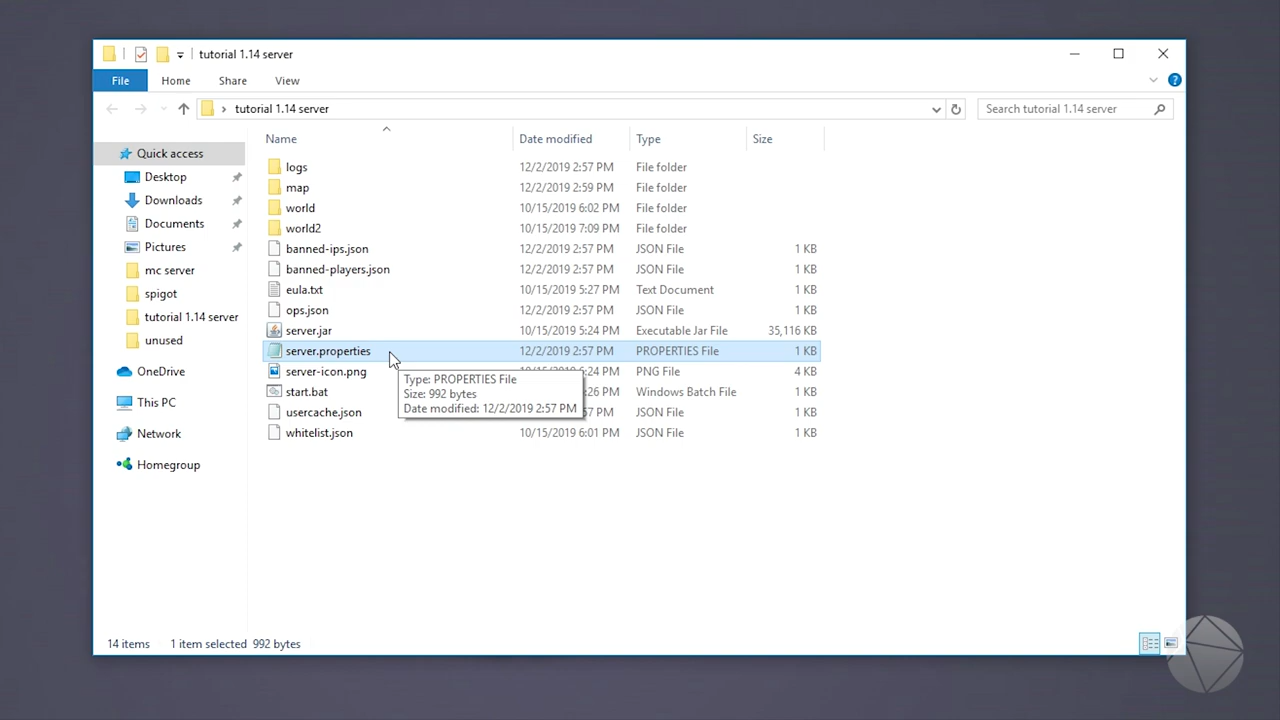 tutorial 1.14 server
File Home Share View
tutorial 1.14 server Search tutorial 1.14 server
Name Date modified Type Size
Quick access
Desktop
Downloads
Documents
Pictures
mc server
spigot
tutorial 1.14 server
unused
OneDrive
This PC
Network
Homegroup
logs 12/2/2019 2:57 PM File folder
map 12/2/2019 2:59 PM File folder
world 10/15/2019 6:02 PM File folder
world2 10/15/2019 7:09 PM File folder
banned-ips.json 12/2/2019 2:57 PM JSON File 1 KB
banned-players.json 12/2/2019 2:57 PM JSON File 1 KB
eula.txt 10/15/2019 5:27 PM Text Document 1 KB
ops.json 12/2/2019 2:57 PM JSON File 1 KB
server.jar 10/15/2019 5:24 PM Executable Jar File 35,116 KB
server.properties 12/2/2019 2:57 PM PROPERTIES File 1 KB
server-icon.png PM PNG File 4 KB
start.bat PM Windows Batch File 1 KB
usercache.json PM JSON File 1 KB
whitelist.json 10/15/2019 6:01 PM JSON File 1 KB
Type: PROPERTIES File
Size: 992 bytes
Date modified: 12/2/2019 2:57 PM
14 items 1 item selected 992 bytes